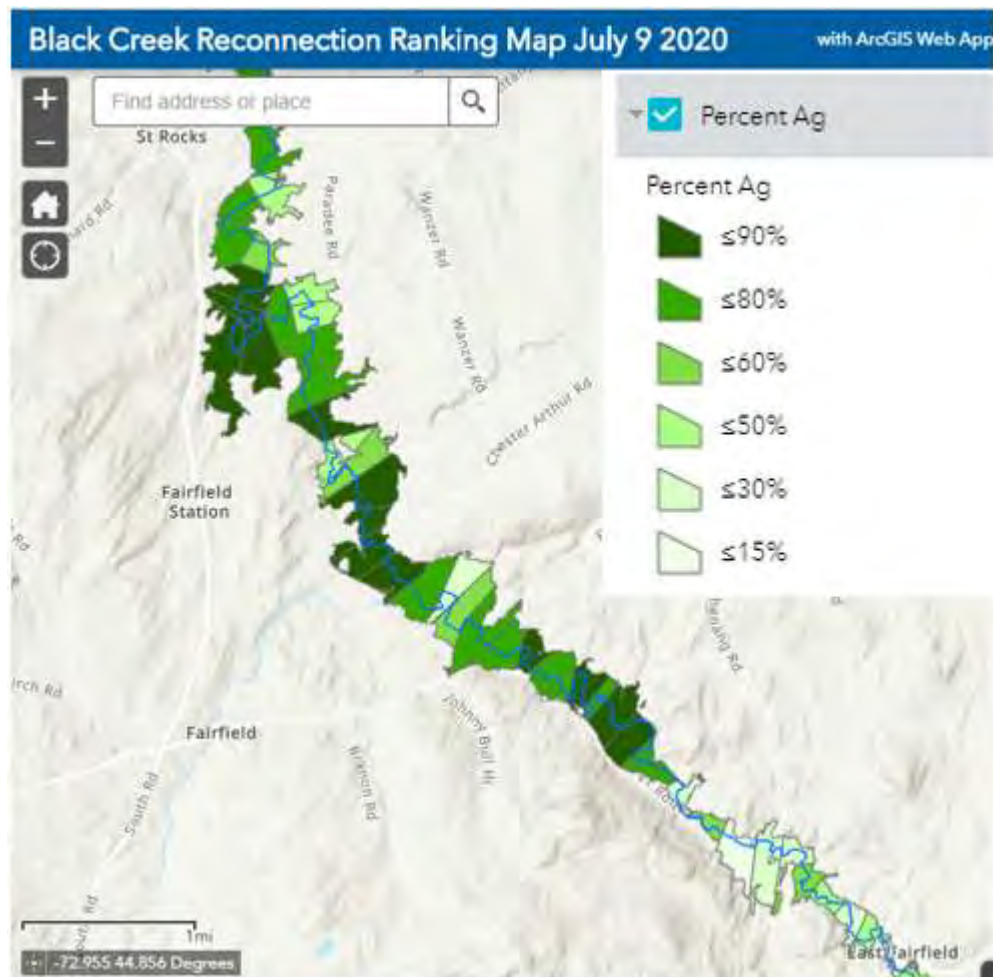 Black Creek Reconnection Ranking Map July 9 2020
with ArcGIS Web App
+
Find address or place
−
St Rocks
Percent Ag
Percent Ag
≤90%
≤80%
≤60%
≤50%
≤30%
≤15%
Paradee Rd
Wanzer Rd
Wanzer Rd
Chester Arthur Rd
Fairfield
Station
Rd
Fairfield
Johnny Bull Hl
South Rd
East Fairfield
1mi
-72.955 44.856 Degrees